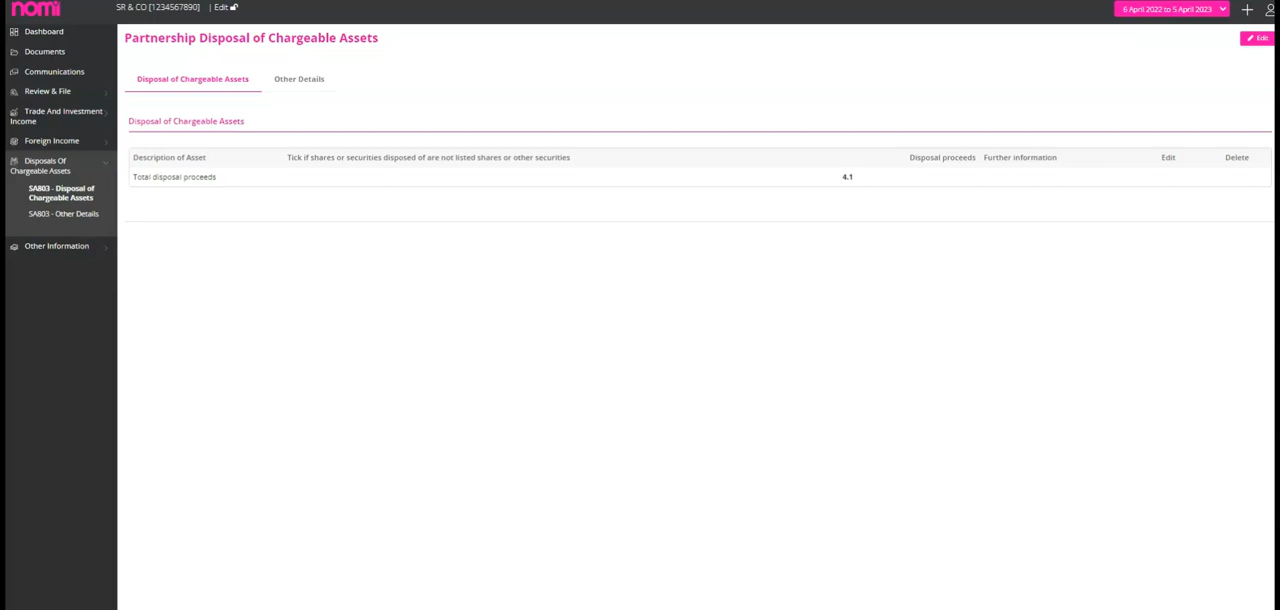 nomi
SR & CO [1234567890] | Edit
6 April 2022 to 5 April 2023
Dashboard
Documents
Communications
Review & File
Trade And Investment
Income
Foreign Income
Disposals Of
Chargeable Assets
SA803 - Disposal of
Chargeable Assets
SA803 - Other Details
Other Information
Partnership Disposal of Chargeable Assets
Edit
Disposal of Chargeable Assets Other Details
Disposal of Chargeable Assets
Description of Asset Tick if shares or securities disposed of are not listed shares or other securities Disposal proceeds Further information Edit Delete
Total disposal proceeds 4.1